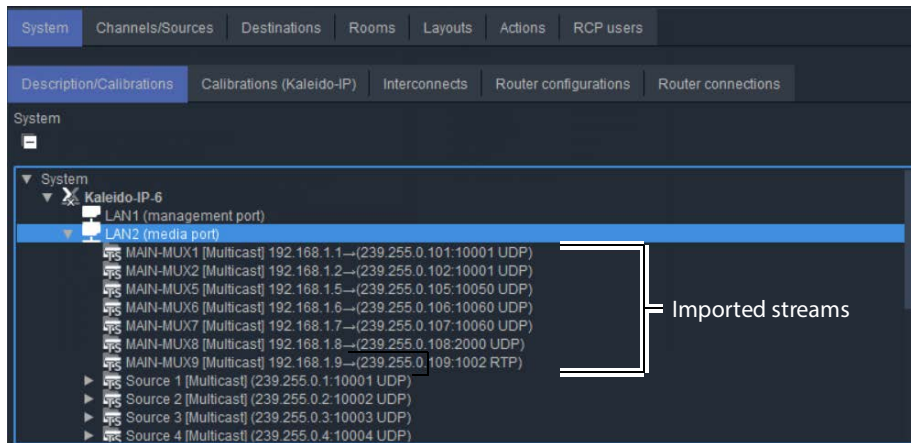 System Channels/Sources Destinations Rooms Layouts Actions RCP users
Description/Calibrations Calibrations (Kaleido-IP) Interconnects Router configurations Router connections
System
System
Kaleido-IP-6
LAN1 (management port)
LAN2 (media port)
MAIN-MUX1 [Multicast] 192.168.1.1→(239.255.0.101:10001 UDP)
MAIN-MUX2 [Multicast] 192.168.1.2→(239.255.0.102:10001 UDP)
MAIN-MUX5 [Multicast] 192.168.1.5→(239.255.0.105:10050 UDP)
MAIN-MUX6 [Multicast] 192.168.1.6→(239.255.0.106:10060 UDP)
MAIN-MUX7 [Multicast] 192.168.1.7→(239.255.0.107:10060 UDP)
MAIN-MUX8 [Multicast] 192.168.1.8→(239.255.0.108:2000 UDP)
MAIN-MUX9 [Multicast] 192.168.1.9→(239.255.0.109:1002 RTP)
Imported streams
Source 1 [Multicast] (239.255.0.1:10001 UDP)
Source 2 [Multicast] (239.255.0.2:10002 UDP)
Source 3 [Multicast] (239.255.0.3:10003 UDP)
Source 4 [Multicast] (239.255.0.4:10004 UDP)